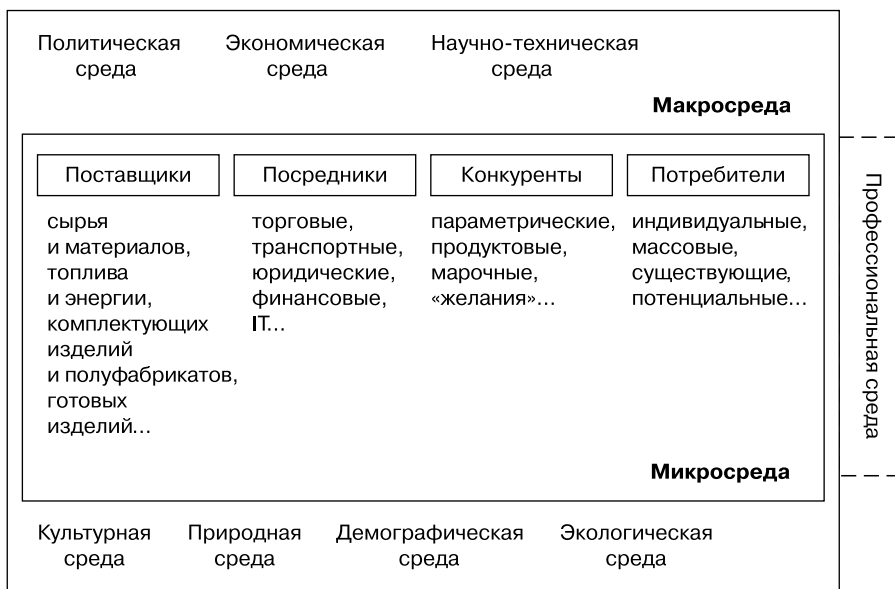 Политическая среда
Экономическая среда
Научно-техническая среда
Макросреда
Поставщики
сырья
и материалов,
топлива
и энергии,
комплектующих
изделий
и полуфабрикатов,
готовых
изделий...
Посредники
торговые,
транспортные,
юридические,
финансовые,
IT...
Конкуренты
параметрические,
продуктовые,
марочные,
«желания»...
Потребители
индивидуальные,
массовые,
существующие,
потенциальные...
Микросреда
Профессиональная среда
Культурная среда
Природная среда
Демографическая среда
Экологическая среда